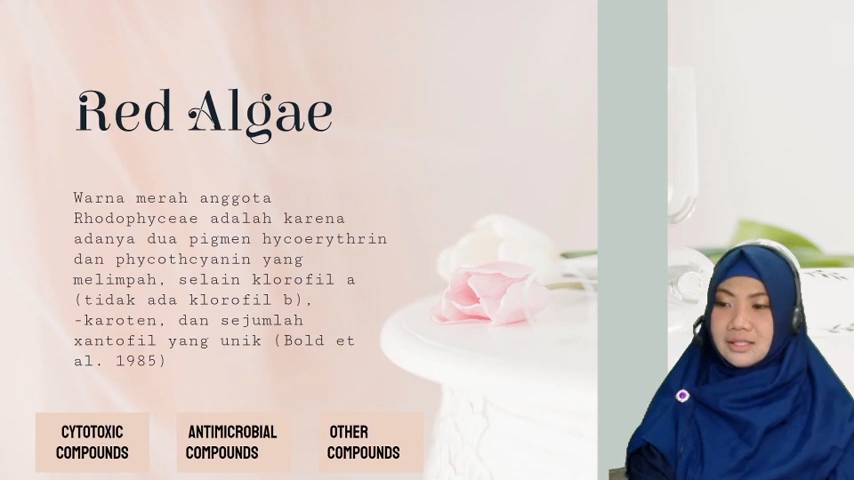 Red Algae
Warna merah anggota
Rhodophyceae adalah karena
adanya dua pigmen hycoerythrin
dan phycothcyanin yang
melimpah, selain klorofil a
(tidak ada klorofil b),
-karoten, dan sejumlah
xantofil yang unik (Bold et
al. 1985)
CYTOTOXIC
COMPOUNDS
ANTIMICROBIAL
COMPOUNDS
OTHER
COMPOUNDS